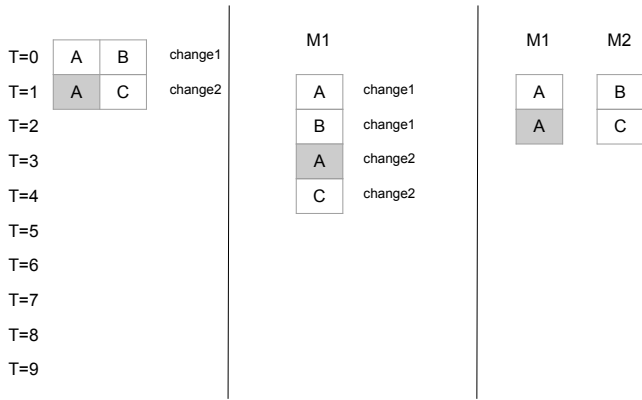 M1
M1 M2
T=0 A B change1
T=1 A C change2
A change1
A B
T=2
B change1
A C
T=3
A change2
T=4
C change2
T=5
T=6
T=7
T=8
T=9